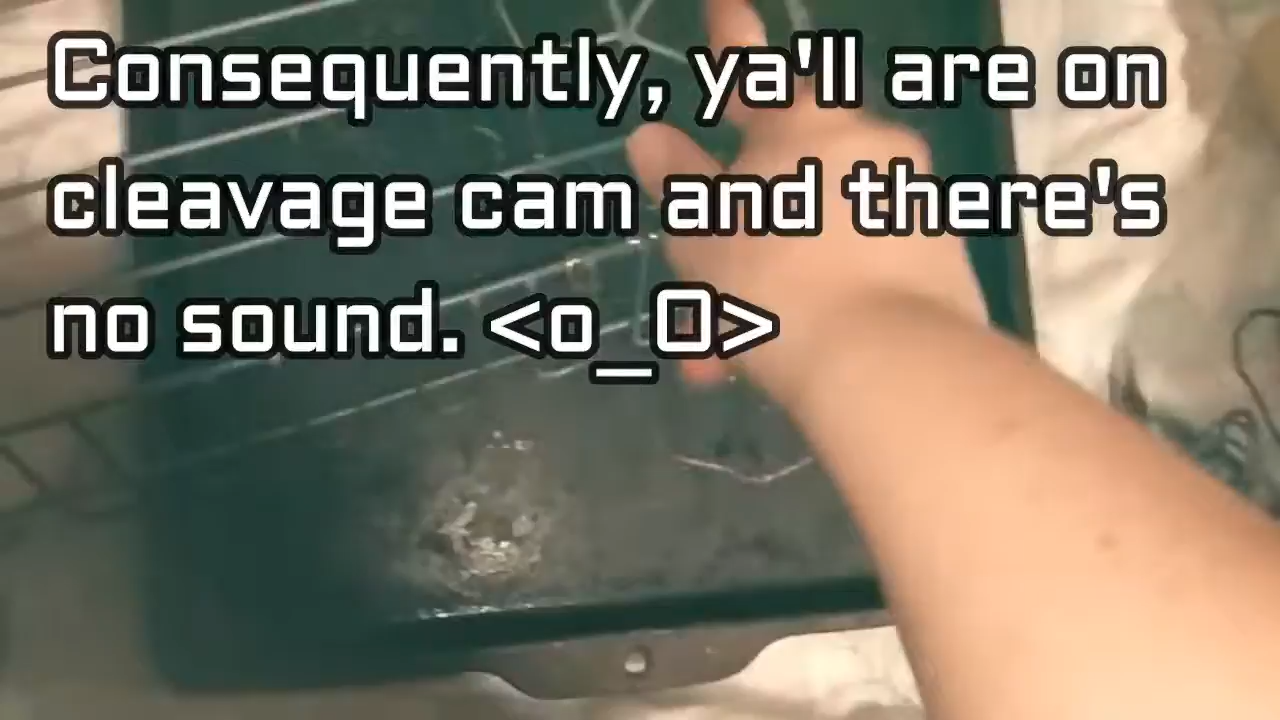 Consequently, ya'll are on
cleavage cam and there's
no sound. <o_O>